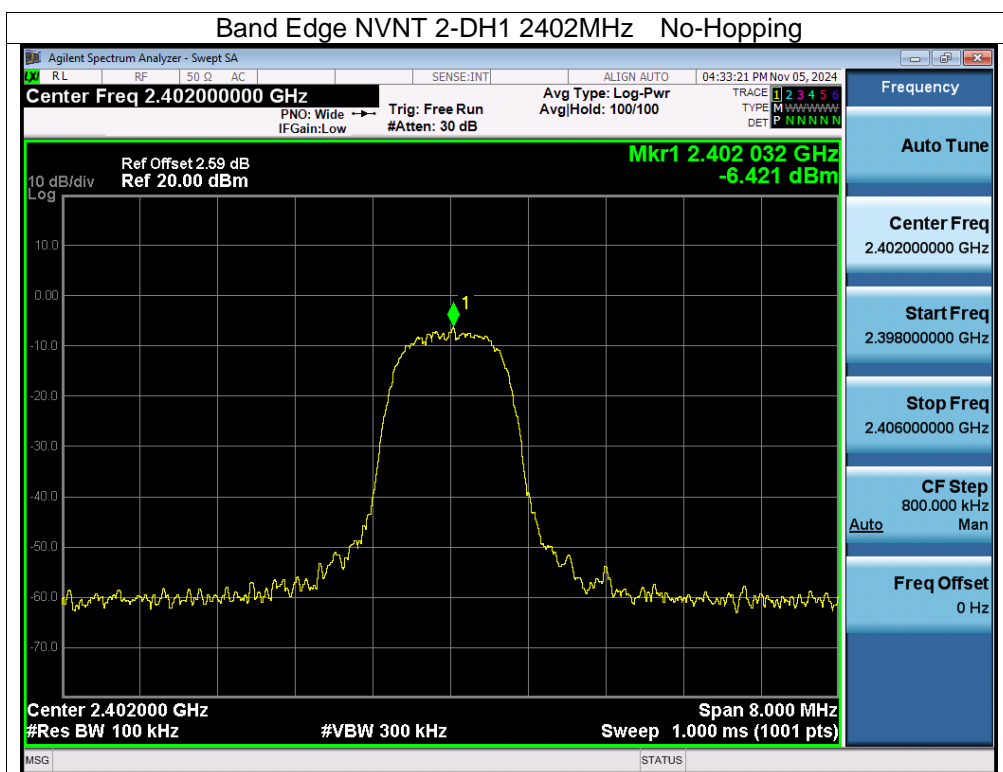 Band Edge NVNT 2-DH1 2402MHz No-Hopping
Agilent Spectrum Analyzer - Swept SA
LXI RL RF 50 Ω AC SENSE:INT ALIGN AUTO 04:33:21 PM Nov 05, 2024
Center Freq 2.402000000 GHz
PNO: Wide
IFGain:Low
Trig: Free Run
#Atten: 30 dB
Avg Type: Log-Pwr
Avg|Hold: 100/100
TRACE 1 2 3 4 5 6
TYPE M WWWWW
DET P N N N N N
Ref Offset 2.59 dB
10 dB/div Ref 20.00 dBm
Log
Mkr1 2.402 032 GHz
-6.421 dBm
10.0
0.00
-10.0
-20.0
-30.0
-40.0
-50.0
-60.0
-70.0
1
Center 2.402000 GHz Span 8.000 MHz
#Res BW 100 kHz #VBW 300 kHz Sweep 1.000 ms (1001 pts)
MSG STATUS
Frequency
Auto Tune
Center Freq
2.402000000 GHz
Start Freq
2.398000000 GHz
Stop Freq
2.406000000 GHz
CF Step
800.000 kHz
Auto Man
Freq Offset
0 Hz